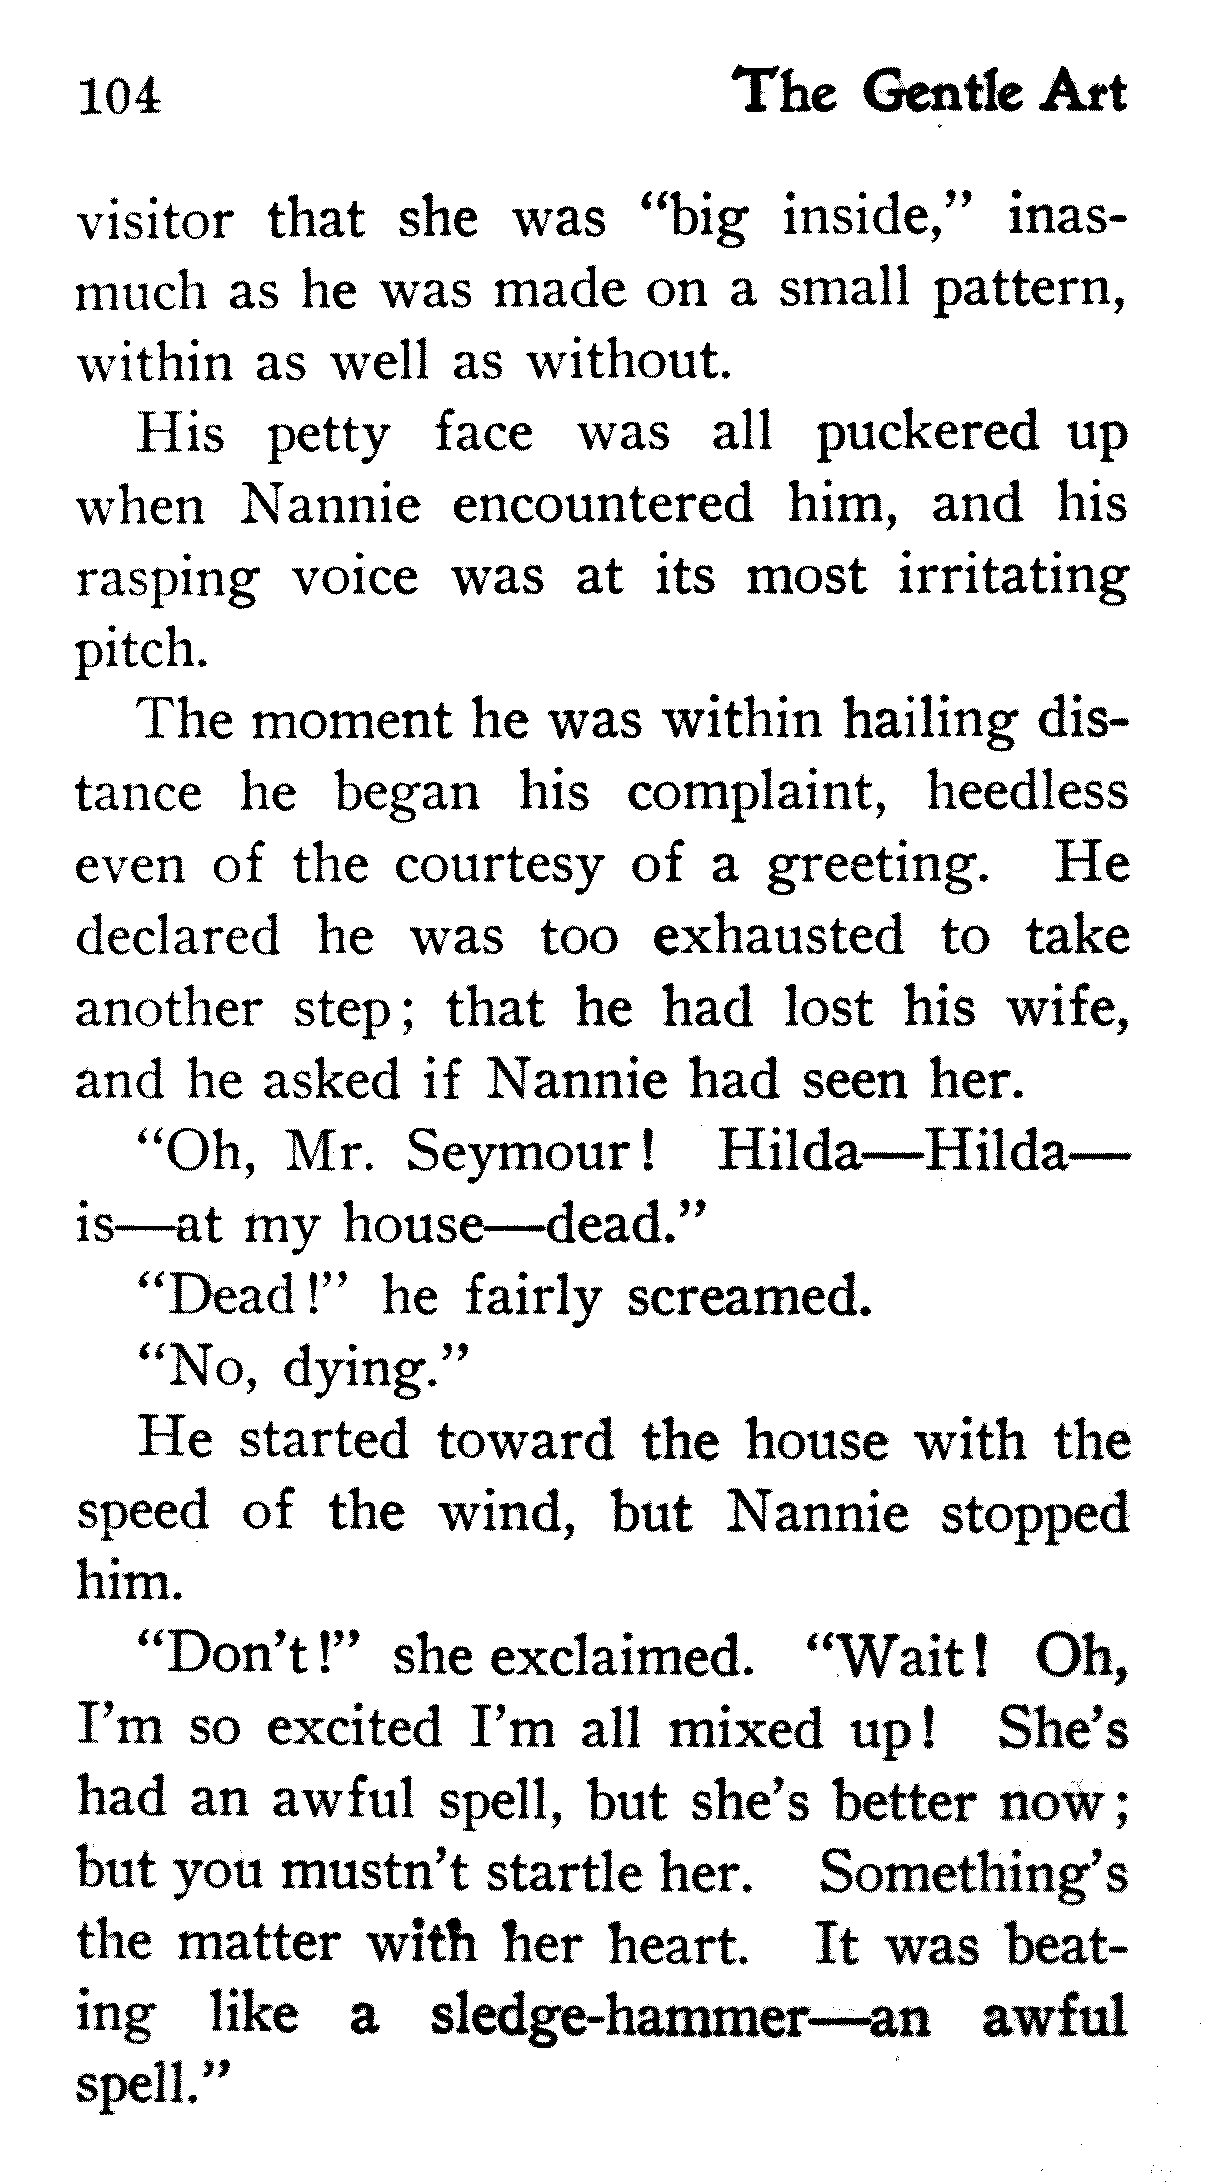 104 The Gentle Art
visitor that she was “big inside,” inas-
much as he was made on a small pattern,
within as well as without.
His petty face was all puckered up
when Nannie encountered him, and his
rasping voice was at its most irritating
pitch.
The moment he was within hailing dis-
tance he began his complaint, heedless
even of the courtesy of a greeting. He
declared he was too exhausted to take
another step; that he had lost his wife,
and he asked if Nannie had seen her.
“Oh, Mr. Seymour! Hilda—Hilda—
is—at my house—dead.”
“Dead!” he fairly screamed.
“No, dying.”
He started toward the house with the
speed of the wind, but Nannie stopped
him.
“Don’t!” she exclaimed. “Wait! Oh,
I’m so excited I’m all mixed up! She’s
had an awful spell, but she’s better now;
but you mustn’t startle her. Something’s
the matter with her heart. It was beat-
ing like a sledge-hammer—an awful
spell.”